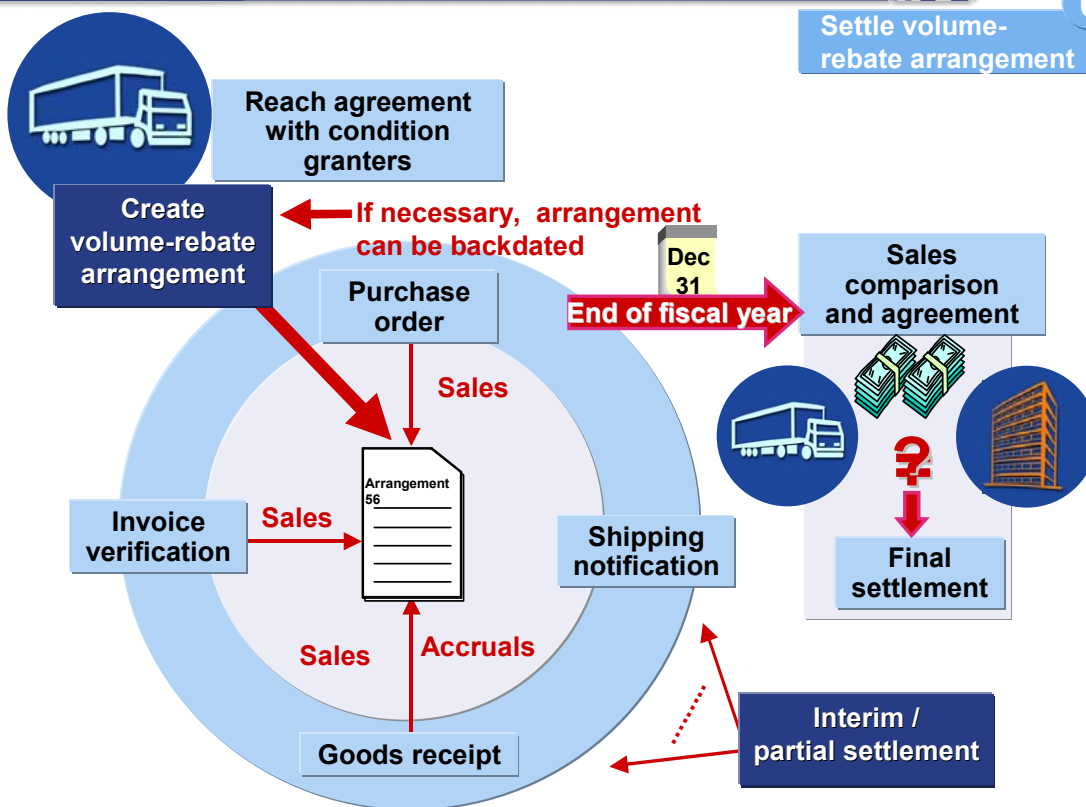 Settle volume-
rebate arrangement
Reach agreement
with condition
granters
Create
volume-rebate
arrangement
If necessary, arrangement
can be backdated
Dec
31
End of fiscal year
Sales
comparison
and agreement
Purchase
order
Sales
Arrangement
56
Invoice
verification
Sales
Shipping
notification
?
Final
settlement
Sales
Accruals
Goods receipt
Interim /
partial settlement